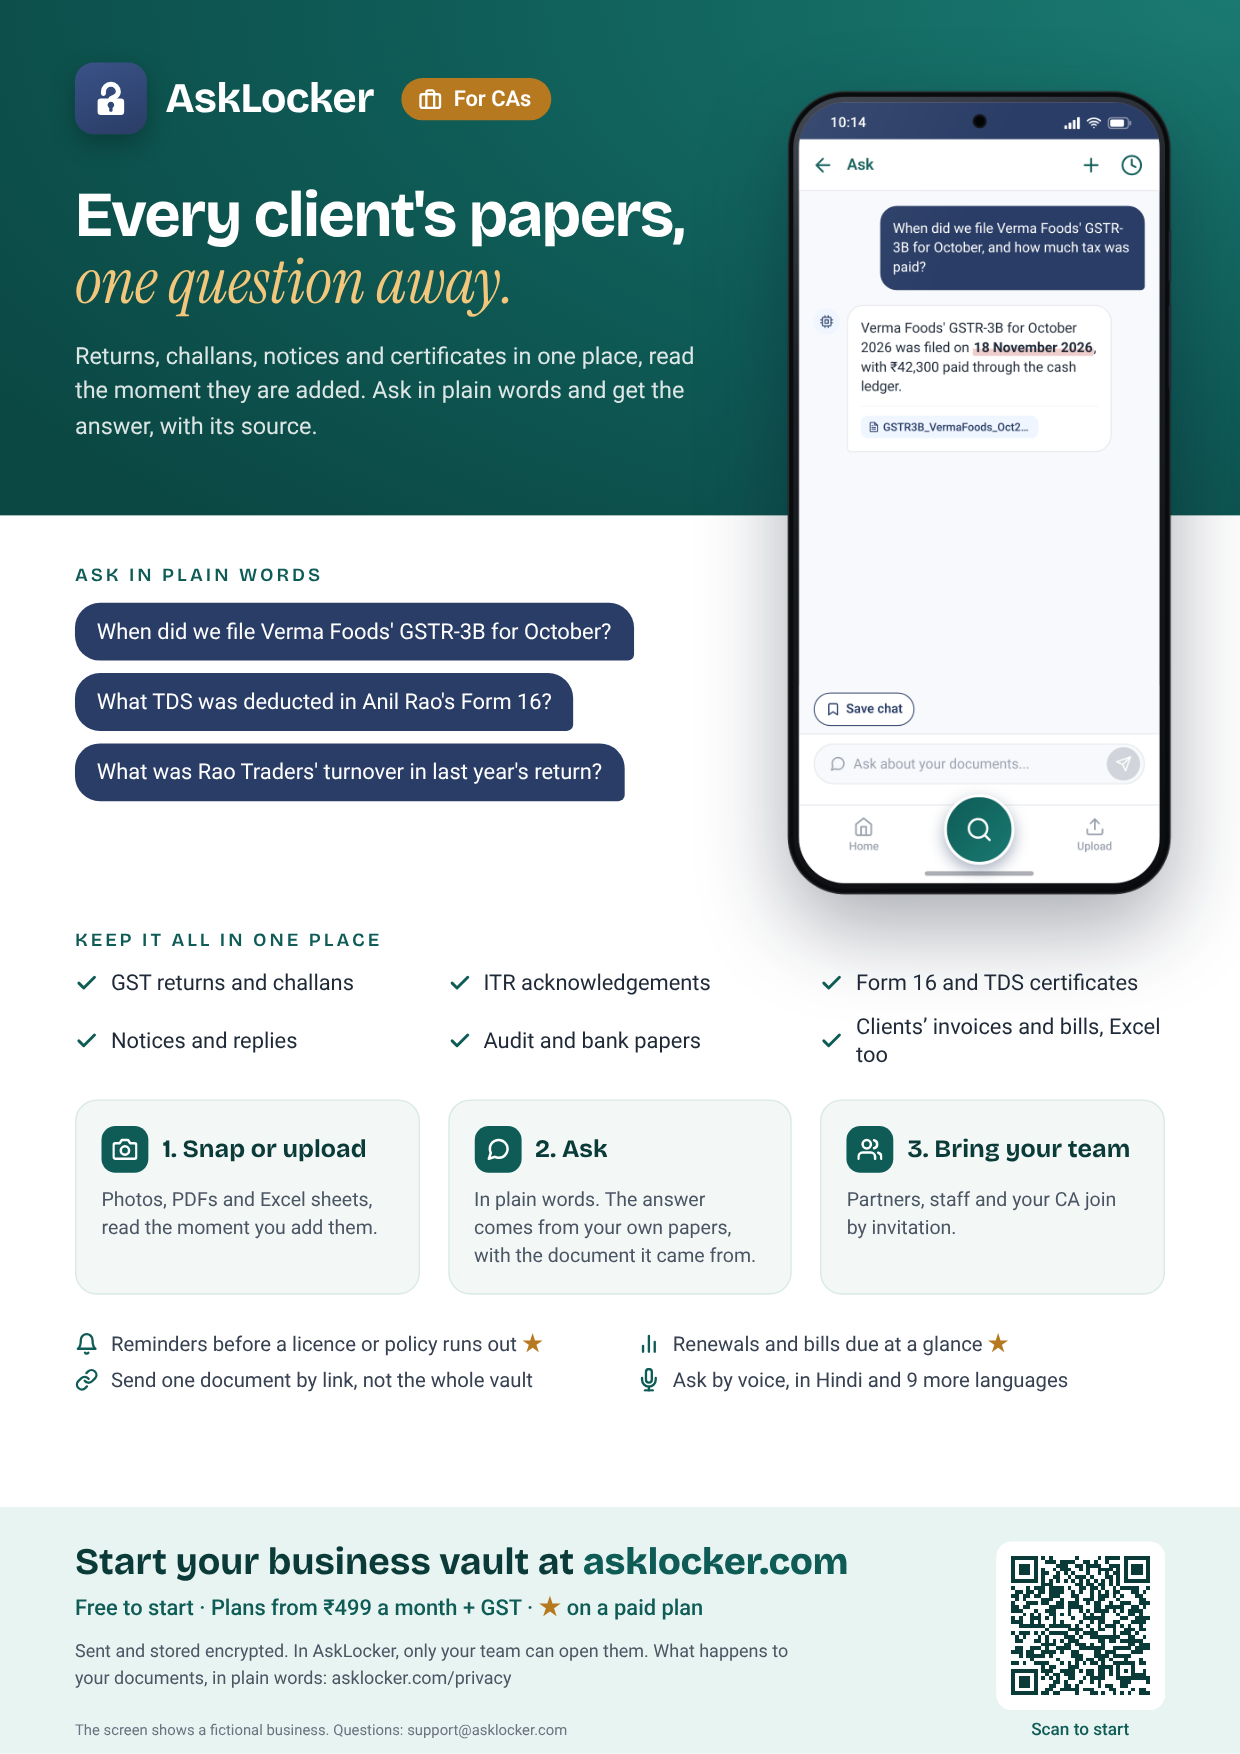 AskLocker
For CAs
Every client's papers,
one question away.
Returns, challans, notices and certificates in one place, read
the moment they are added. Ask in plain words and get the
answer, with its source.
10:14
Ask
When did we file Verma Foods' GSTR-
3B for October, and how much tax was
paid?
Verma Foods' GSTR-3B for October
2026 was filed on 18 November 2026,
with ₹42,300 paid through the cash
ledger.
GSTR3B_VermaFoods_Oct2...
Save chat
Ask about your documents...
Home
Upload
ASK IN PLAIN WORDS
When did we file Verma Foods' GSTR-3B for October?
What TDS was deducted in Anil Rao's Form 16?
What was Rao Traders' turnover in last year's return?
KEEP IT ALL IN ONE PLACE
GST returns and challans
ITR acknowledgements
Form 16 and TDS certificates
Notices and replies
Audit and bank papers
Clients’ invoices and bills, Excel
too
1. Snap or upload
Photos, PDFs and Excel sheets,
read the moment you add them.
2. Ask
In plain words. The answer
comes from your own papers,
with the document it came from.
3. Bring your team
Partners, staff and your CA join
by invitation.
Reminders before a licence or policy runs out ★
Renewals and bills due at a glance ★
Send one document by link, not the whole vault
Ask by voice, in Hindi and 9 more languages
Start your business vault at asklocker.com
Free to start · Plans from ₹499 a month + GST · ★ on a paid plan
Sent and stored encrypted. In AskLocker, only your team can open them. What happens to
your documents, in plain words: asklocker.com/privacy
The screen shows a fictional business. Questions: support@asklocker.com
Scan to start